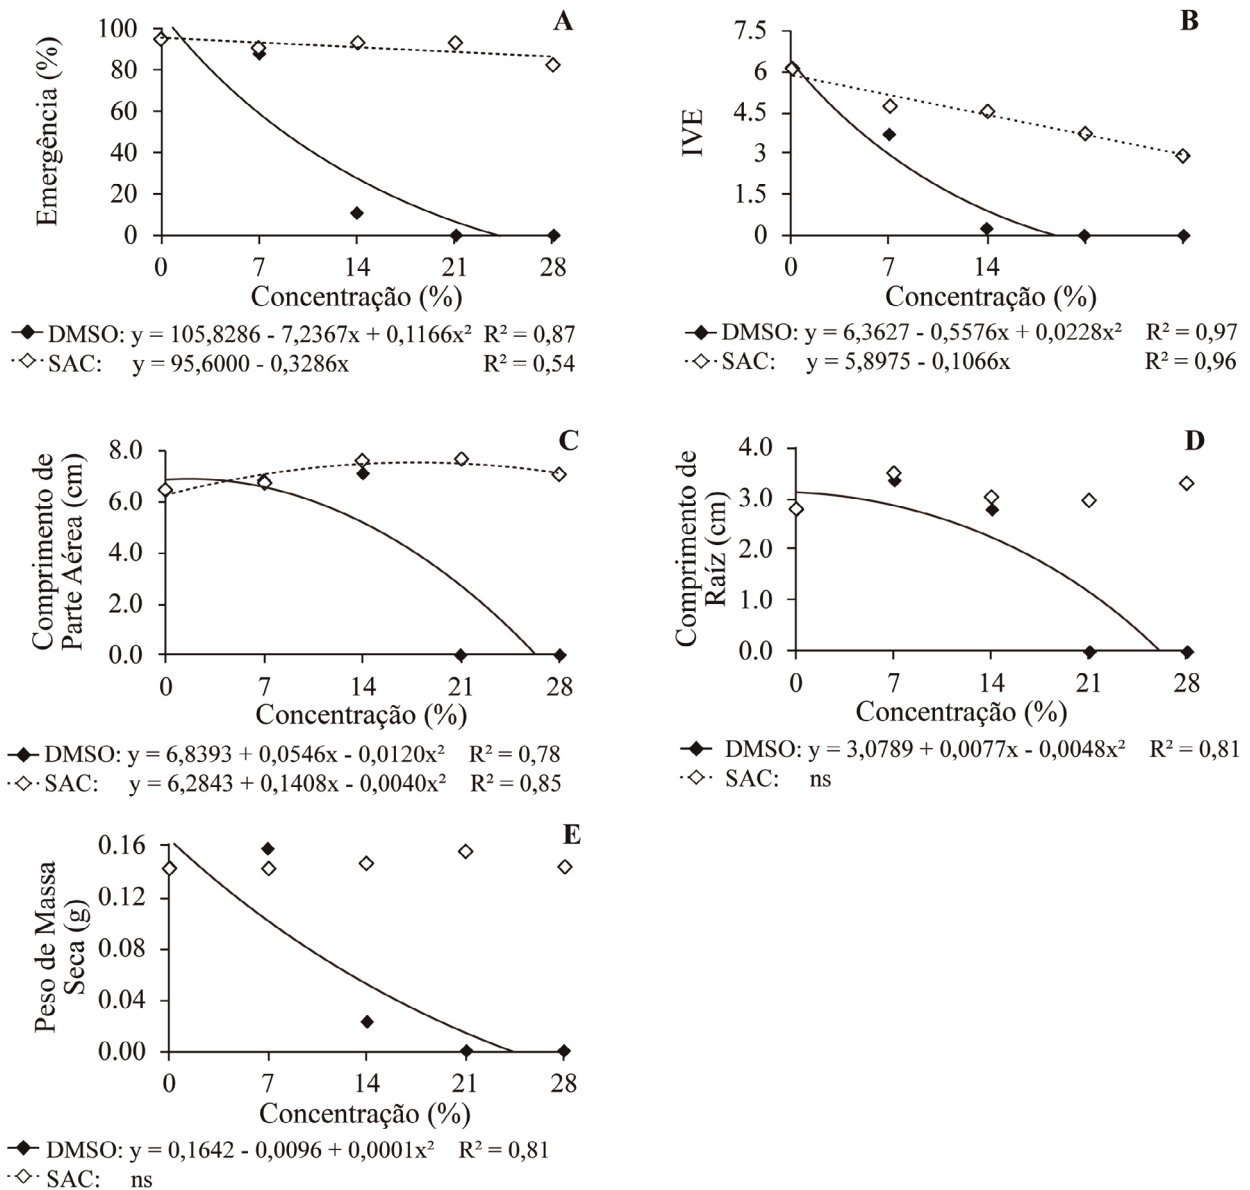 A
Emergência (%)
100
80
60
40
20
0
0 7 14 21 28
Concentração (%)
DMSO: y = 105,8286 - 7,2367x + 0,1166x² R² = 0,87
SAC: y = 95,6000 - 0,3286x R² = 0,54
B
IVE
7.5
6
4.5
3
1.5
0
0 7 14
Concentração (%)
DMSO: y = 6,3627 - 0,5576x + 0,0228x² R² = 0,97
SAC: y = 5,8975 - 0,1066x R² = 0,96
C
Comprimento de
Parte Aérea (cm)
8.0
6.0
4.0
2.0
0.0
0 7 14 21 28
Concentração (%)
DMSO: y = 6,8393 + 0,0546x - 0,0120x² R² = 0,78
SAC: y = 6,2843 + 0,1408x - 0,0040x² R² = 0,85
D
Comprimento de
Raíz (cm)
4.0
3.0
2.0
1.0
0.0
0 7 14 21 28
Concentração (%)
DMSO: y = 3,0789 + 0,0077x - 0,0048x² R² = 0,81
SAC: ns
E
Peso de Massa
Seca (g)
0.16
0.12
0.08
0.04
0.00
0 7 14 21 28
Concentração (%)
DMSO: y = 0,1642 - 0,0096 + 0,0001x² R² = 0,81
SAC: ns